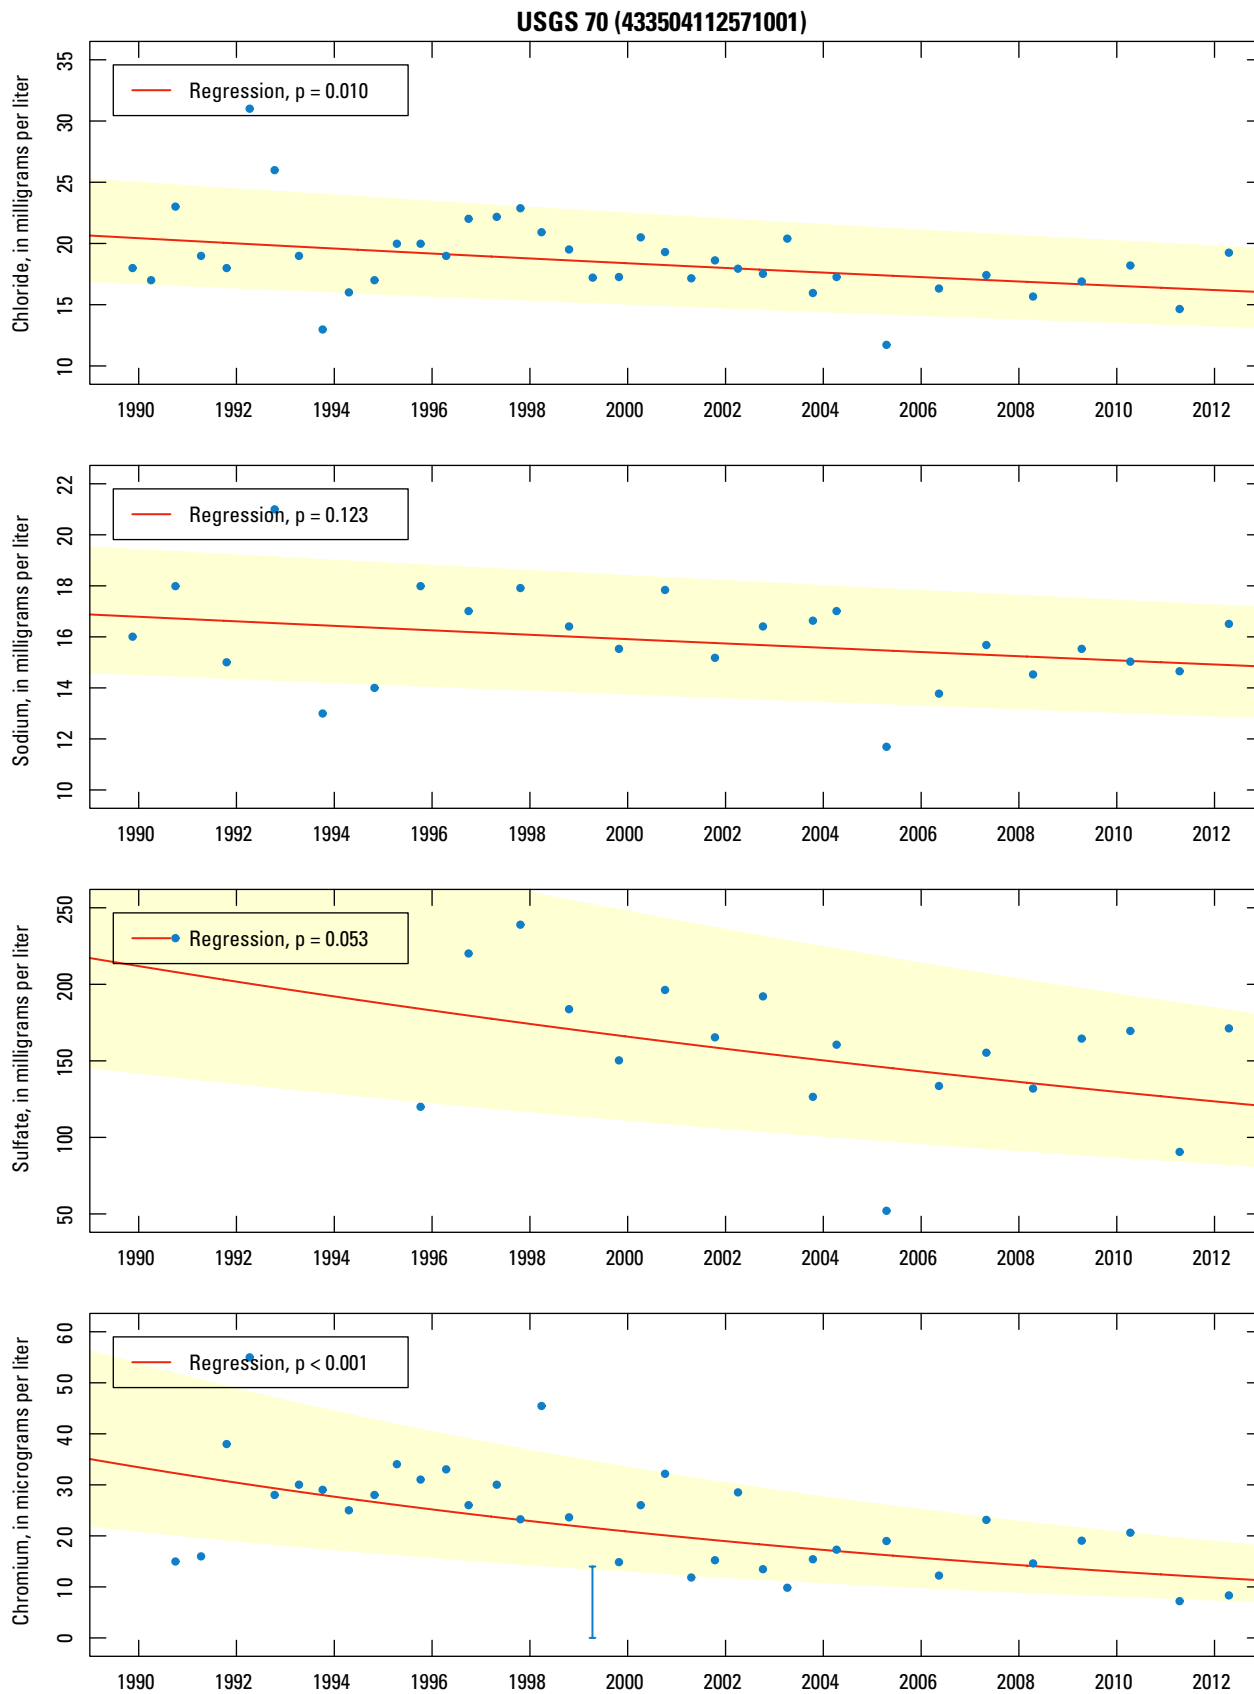 USGS 70 (433504112571001)
Chloride, in milligrams per liter
35
30
25
20
15
10
Regression, p = 0.010
1990 1992 1994 1996 1998 2000 2002 2004 2006 2008 2010 2012
Sodium, in milligrams per liter
22
20
18
16
14
12
10
Regression, p = 0.123
1990 1992 1994 1996 1998 2000 2002 2004 2006 2008 2010 2012
Sulfate, in milligrams per liter
250
200
150
100
50
Regression, p = 0.053
1990 1992 1994 1996 1998 2000 2002 2004 2006 2008 2010 2012
Chromium, in micrograms per liter
60
50
40
30
20
10
0
Regression, p < 0.001
1990 1992 1994 1996 1998 2000 2002 2004 2006 2008 2010 2012